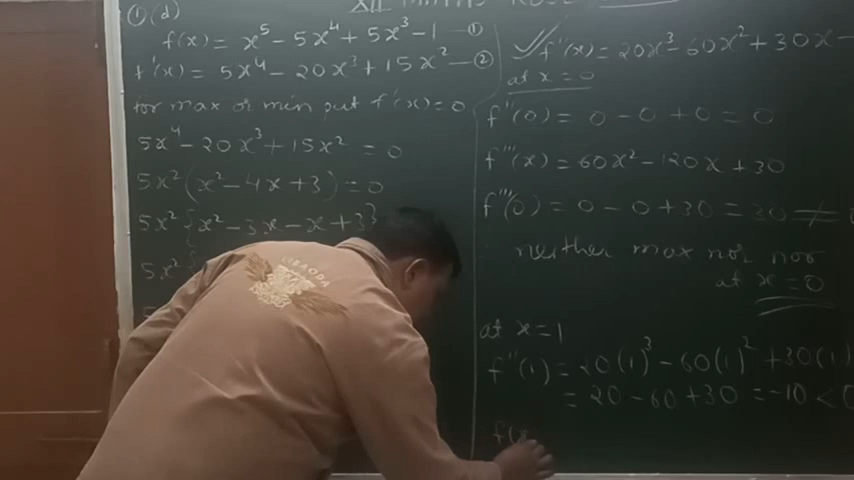 ① (d)
f(x) = x⁵ - 5x⁴ + 5x³ - 1 — ①
f'(x) = 5x⁴ - 20x³ + 15x² — ②
for max or min put f'(x) = 0
5x⁴ - 20x³ + 15x² = 0
5x² (x² - 4x + 3) = 0
5x² {x² - 3x - x + 3}
5x² {
f''(x) = 20x³ - 60x² + 30x -
at x = 0
f''(0) = 0 - 0 + 0 = 0
f'''(x) = 60x² - 120x + 30
f'''(0) = 0 - 0 + 30 = 30 ≠
neither max nor nor
at x = 0
at x = 1
f''(1) = 20(1)³ - 60(1)² + 30(1)
= 20 - 60 + 30 = -10 < 0
f(